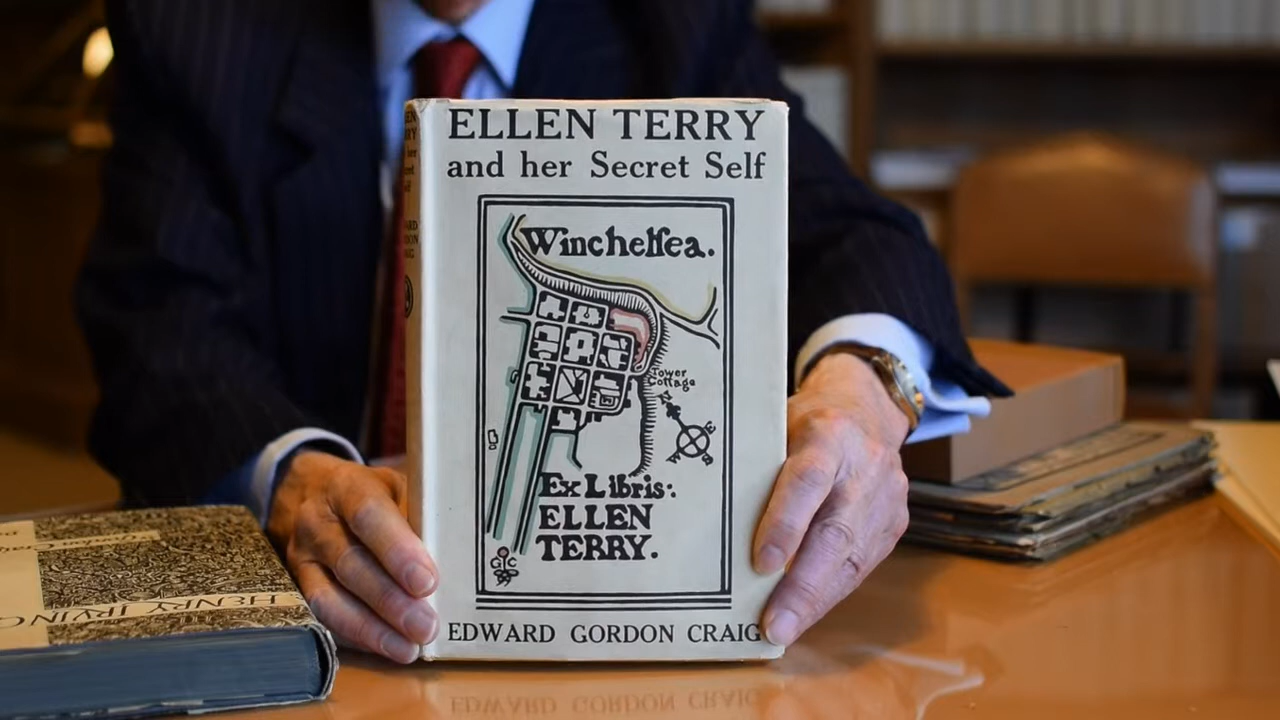 ELLEN TERRY
and her Secret Self
Winchelſea.
Tower
Cottage
N
E
S
Ex Libris:
ELLEN
TERRY.
G C
EDWARD GORDON CRAIG
HENRY IRVING